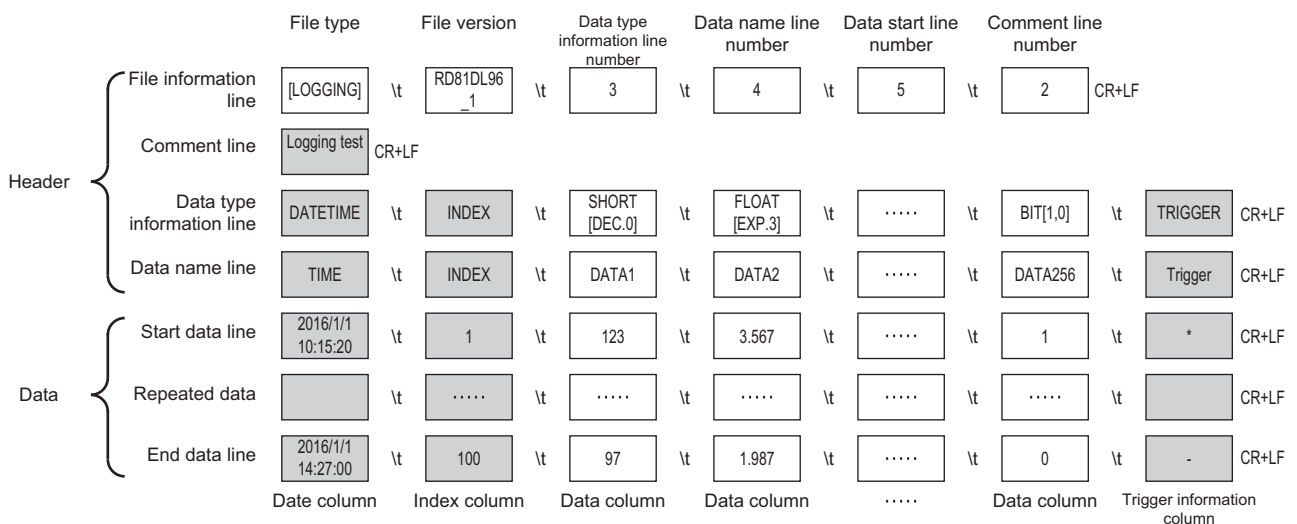 File type File version Data type information line number Data name line number Data start line number Comment line number
Header
File information line [LOGGING] \t RD81DL96_1 \t 3 \t 4 \t 5 \t 2 CR+LF
Comment line Logging test CR+LF
Data type information line DATETIME \t INDEX \t SHORT [DEC.0] \t FLOAT [EXP.3] \t ..... \t BIT[1,0] \t TRIGGER CR+LF
Data name line TIME \t INDEX \t DATA1 \t DATA2 \t ..... \t DATA256 \t Trigger CR+LF
Data
Start data line 2016/1/1 10:15:20 \t 1 \t 123 \t 3.567 \t ..... \t 1 \t * CR+LF
Repeated data \t ..... \t ..... \t ..... \t ..... \t ..... \t CR+LF
End data line 2016/1/1 14:27:00 \t 100 \t 97 \t 1.987 \t ..... \t 0 \t - CR+LF
Date column Index column Data column Data column ..... Data column Trigger information column